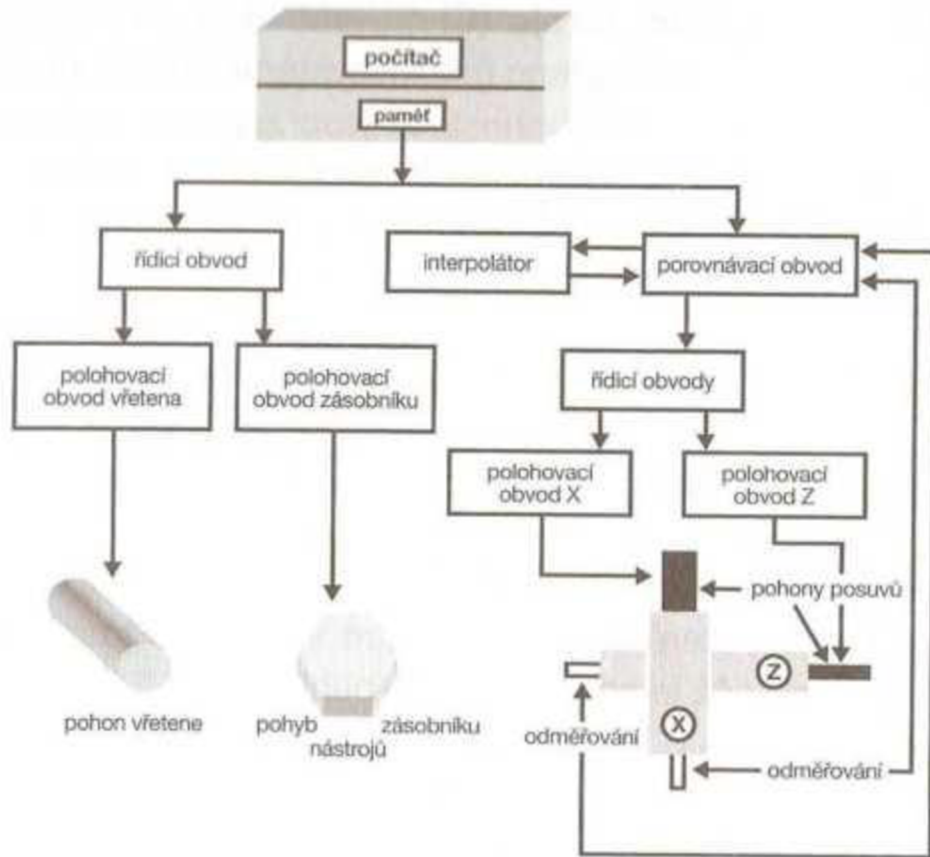 počítač
paměť
řídicí obvod
interpolátor
porovnávací obvod
polohovací
obvod vřetena
polohovací
obvod zásobníku
řídicí obvody
polohovací
obvod X
polohovací
obvod Z
pohony posuvů
Z
X
pohon vřetene
pohyb zásobníku
nástrojů
odměřování
odměřování